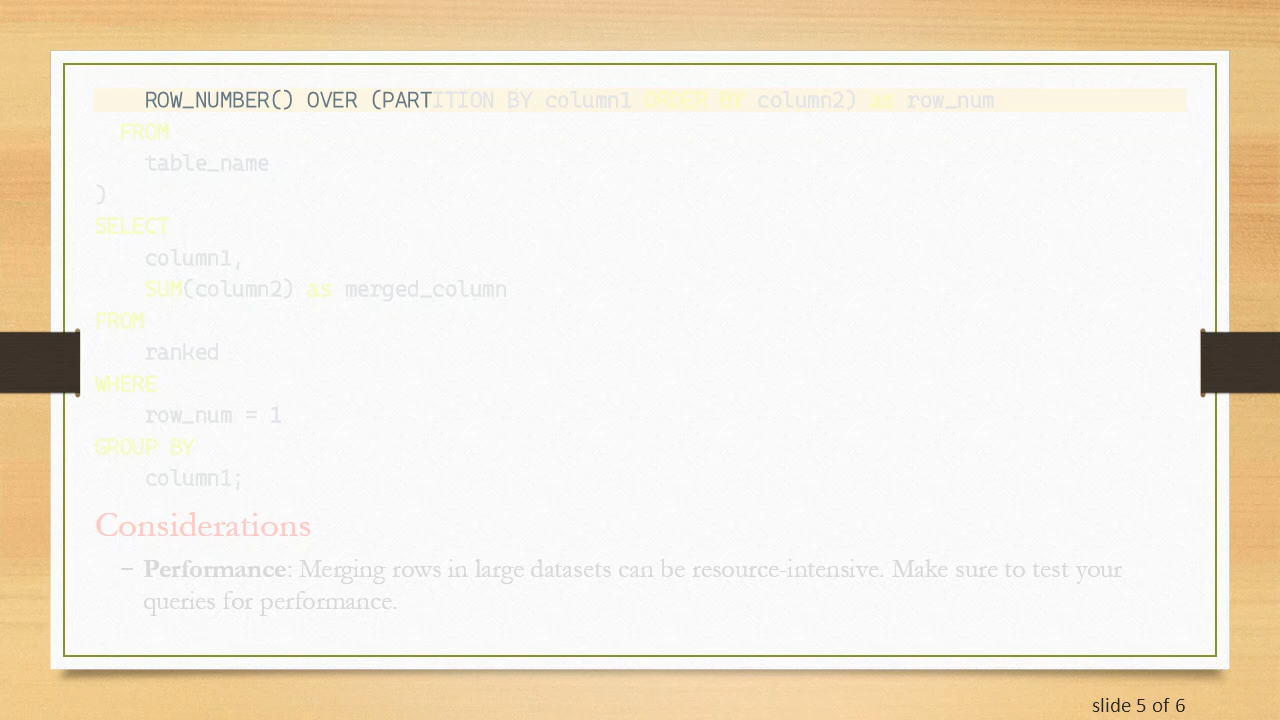 ROW_NUMBER() OVER (PARTITION BY column1 ORDER BY column2) as row_num
FROM
table_name
)
SELECT
column1,
SUM(column2) as merged_column
FROM
ranked
WHERE
row_num = 1
GROUP BY
column1;
Considerations
– Performance: Merging rows in large datasets can be resource-intensive. Make sure to test your
queries for performance.
slide 5 of 6